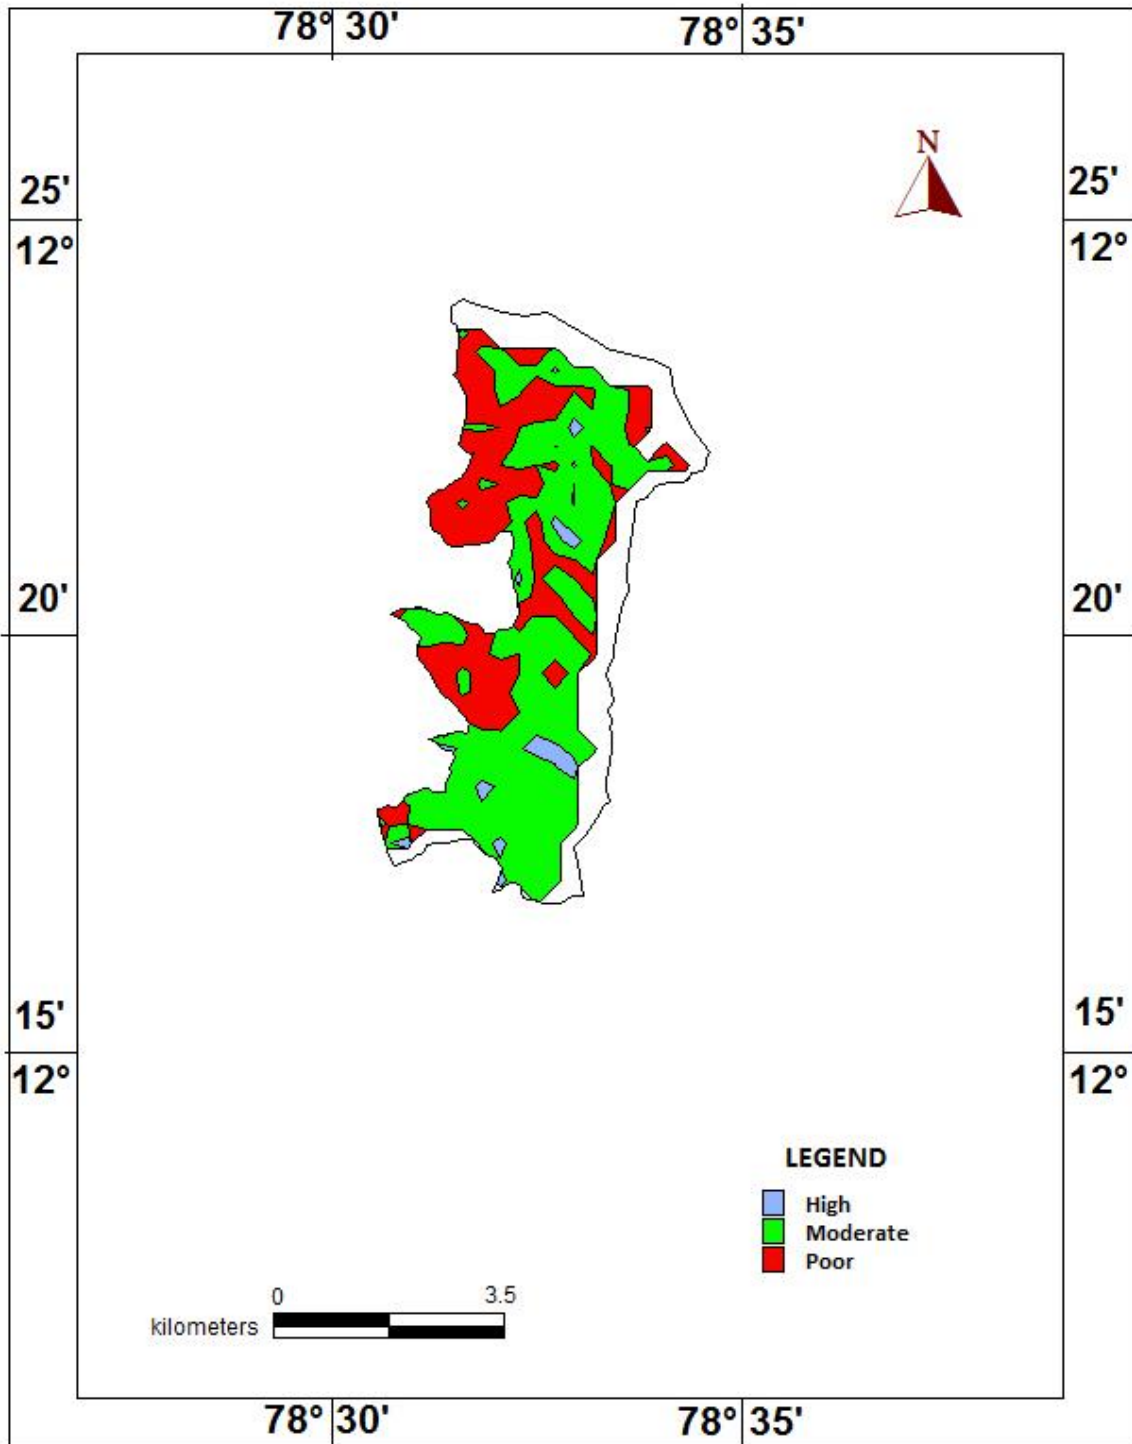 78° 30' 78° 35'
N
25' 25'
12° 12°
20' 20'
15' 15'
12° 12°
LEGEND
High
Moderate
Poor
0 3.5
kilometers
78° 30' 78° 35'